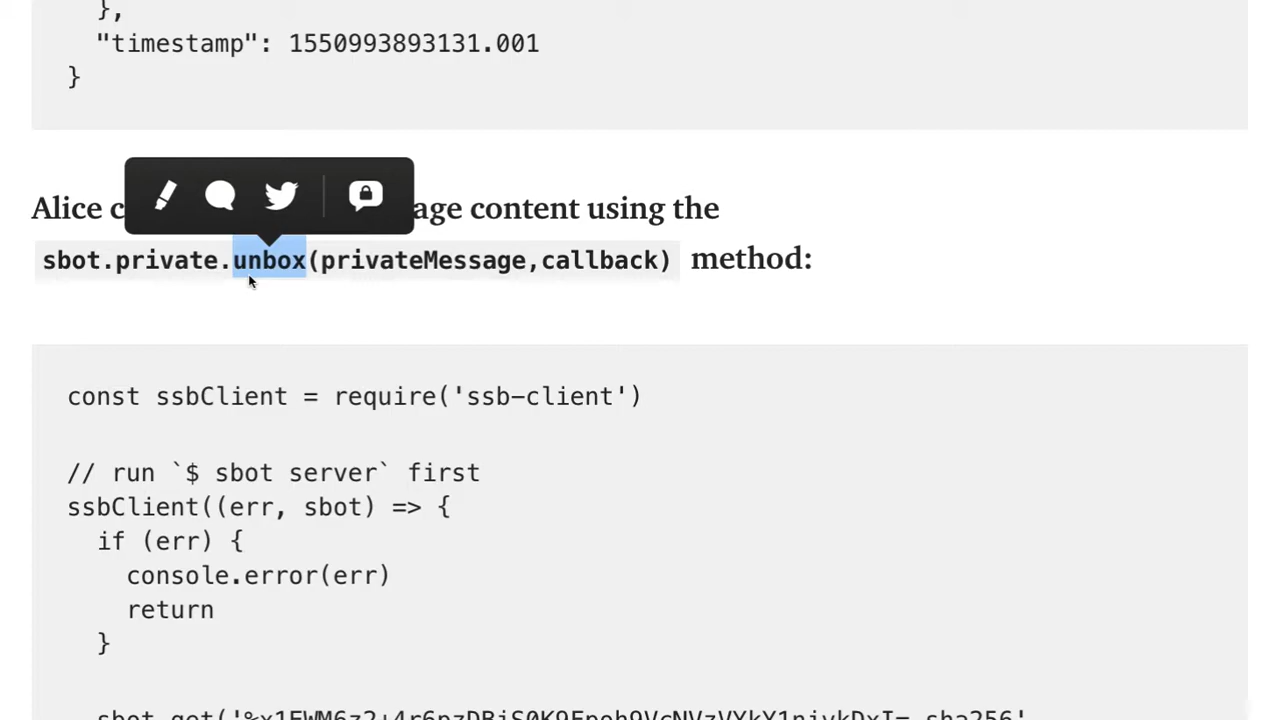 },
"timestamp": 1550993893131.001
}
Alice c age content using the
sbot.private.unbox(privateMessage,callback) method:
const ssbClient = require('ssb-client')
// run `$ sbot server` first
ssbClient((err, sbot) => {
if (err) {
console.error(err)
return
}